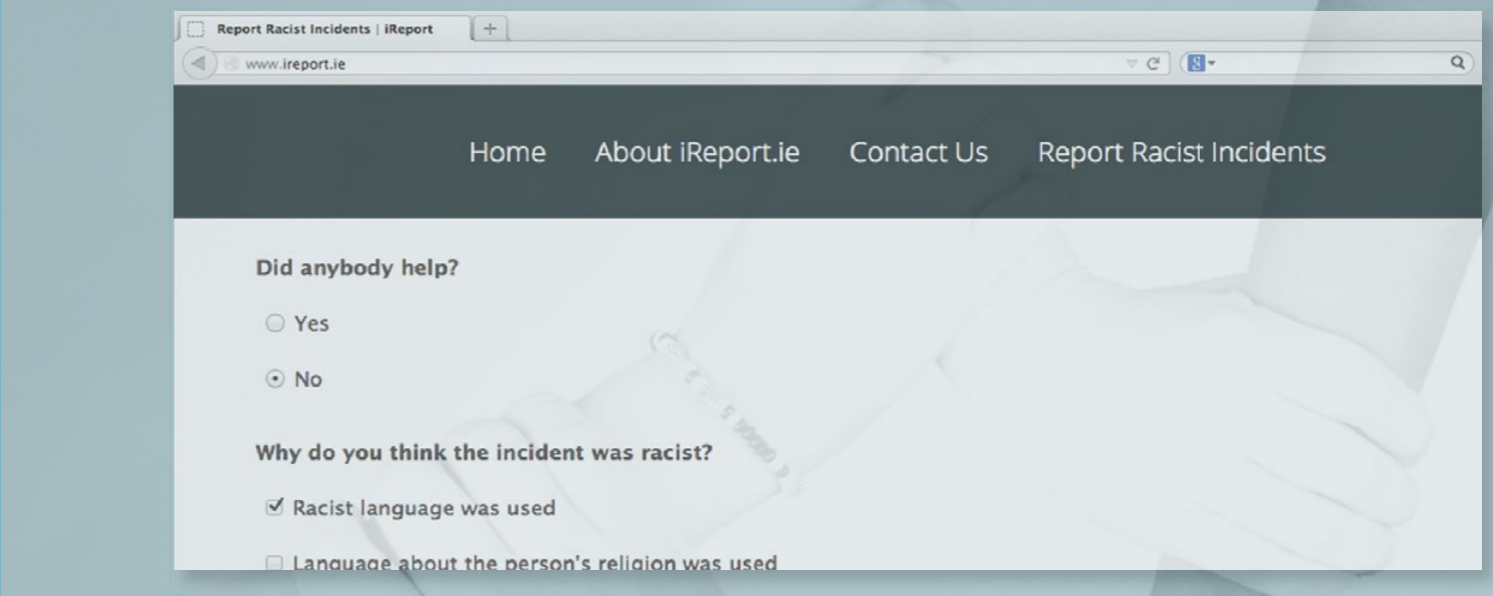 Report Racist Incidents | iReport
www.ireport.ie
Home About iReport.ie Contact Us Report Racist Incidents
Did anybody help?
Yes
No
Why do you think the incident was racist?
Racist language was used
Language about the person's religion was used